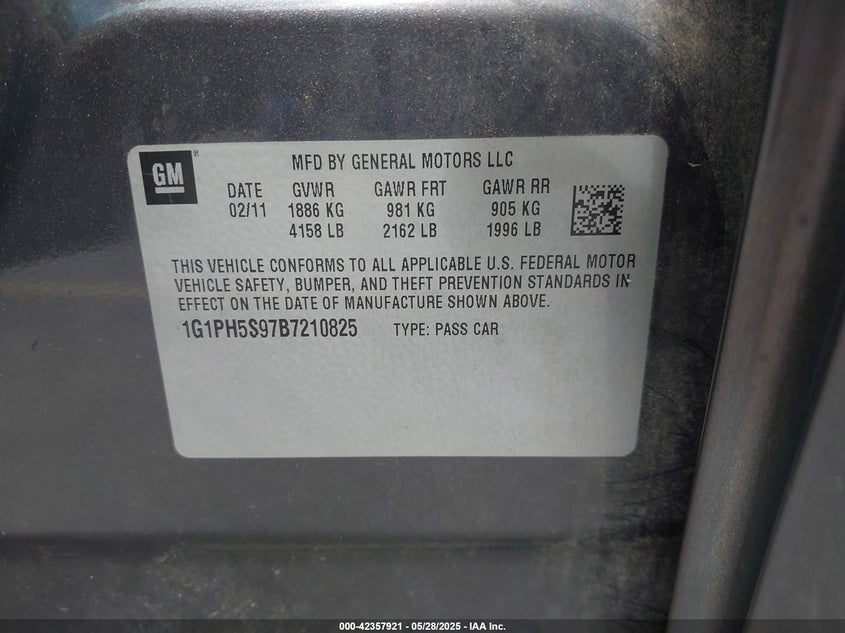 GM
MFD BY GENERAL MOTORS LLC
DATE GVWR GAWR FRT GAWR RR
02/11 1886 KG 981 KG 905 KG
4158 LB 2162 LB 1996 LB
THIS VEHICLE CONFORMS TO ALL APPLICABLE U.S. FEDERAL MOTOR
VEHICLE SAFETY, BUMPER, AND THEFT PREVENTION STANDARDS IN
EFFECT ON THE DATE OF MANUFACTURE SHOWN ABOVE.
1G1PH5S97B7210825 TYPE: PASS CAR
000-42357921 - 05/28/2025 - IAA Inc.